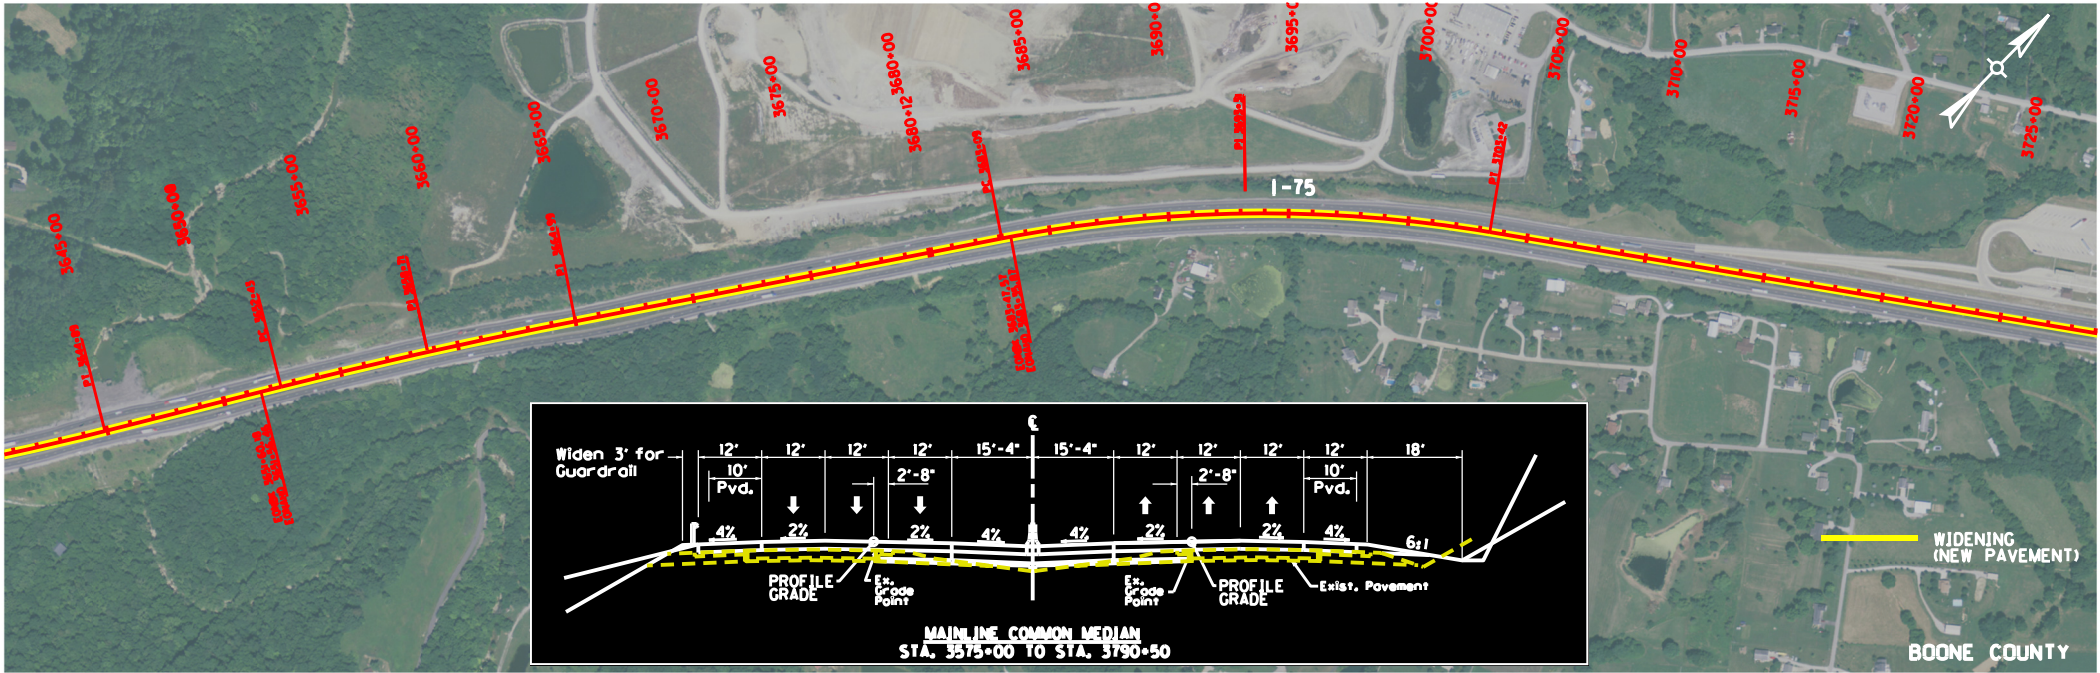 3645+00
3650+00
3655+00
3660+00
3665+00
3670+00
3675+00
3680+00
3680+12
3685+00
3690+0
3695+0
3700+00
3705+00
3710+00
3715+00
3720+00
3725+00
I-75
℄
Widen 3' for
Guardrail
12' 12' 12' 12' 15'-4" 15'-4" 12' 12' 12' 12' 18'
10'
Pvd.
2'-8"
2'-8"
10'
Pvd.
4% 2% 2% 4% 4% 2% 2% 4% 6:1
PROFILE
GRADE
Ex.
Grade
Point
Ex.
Grade
Point
PROFILE
GRADE
Exist. Pavement
MAINLINE COMMON MEDIAN
STA. 3575+00 TO STA. 3790+50
WIDENING
(NEW PAVEMENT)
BOONE COUNTY